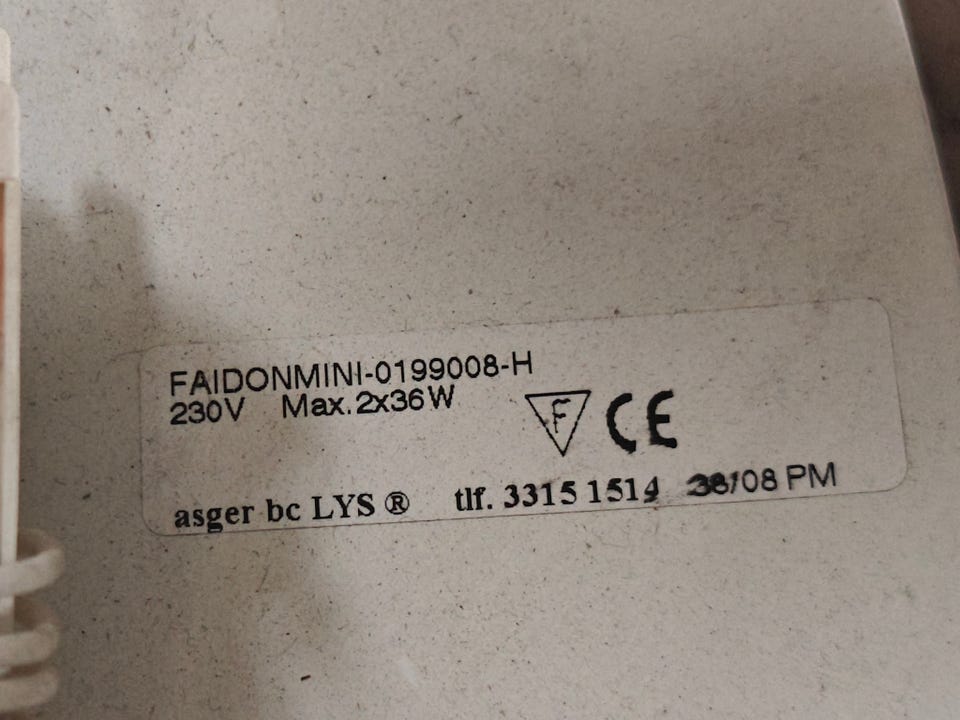 FAIDONMINI-0199008-H
230V Max.2x36W
F CE
asger bc LYS ® tlf. 3315 1514 38/08 PM